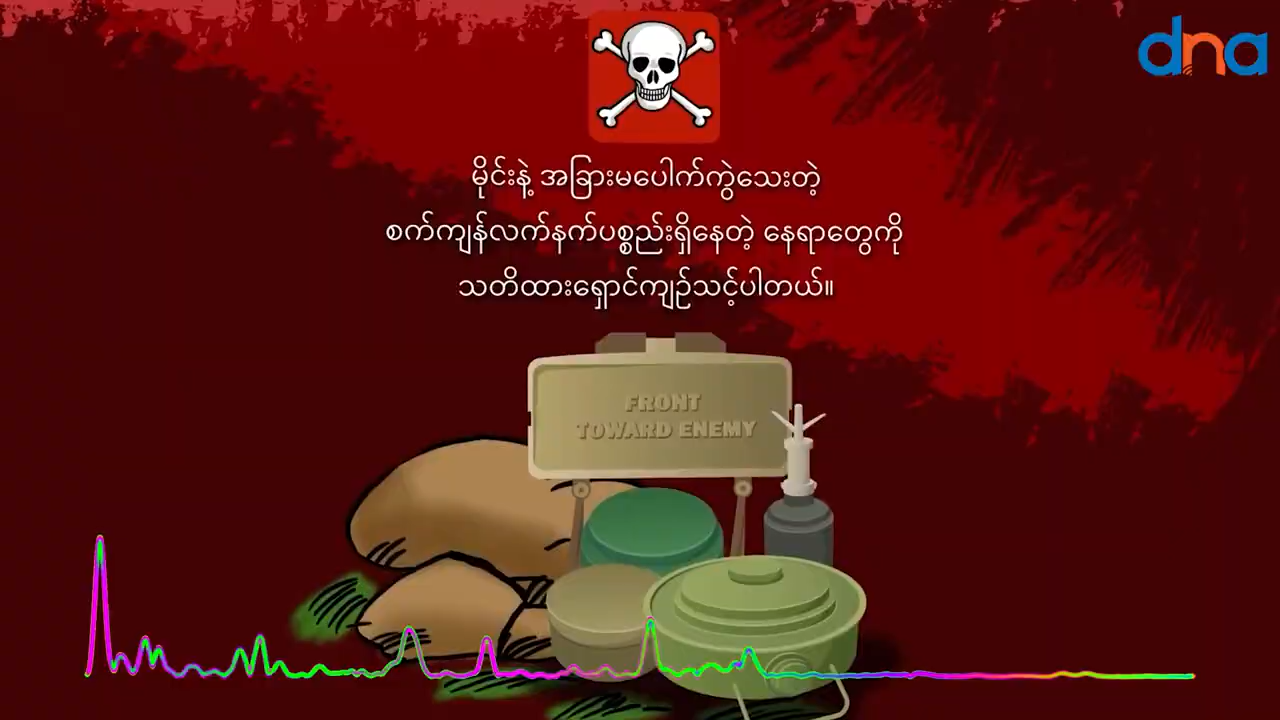 dna
မိုင်းနဲ့ အခြားမပေါက်ကွဲသေးတဲ့
စက်ကျန်လက်နက်ပစ္စည်းရှိနေတဲ့ နေရာတွေကို
သတိထားရှောင်ကျဉ်သင့်ပါတယ်။
FRONT
TOWARD ENEMY